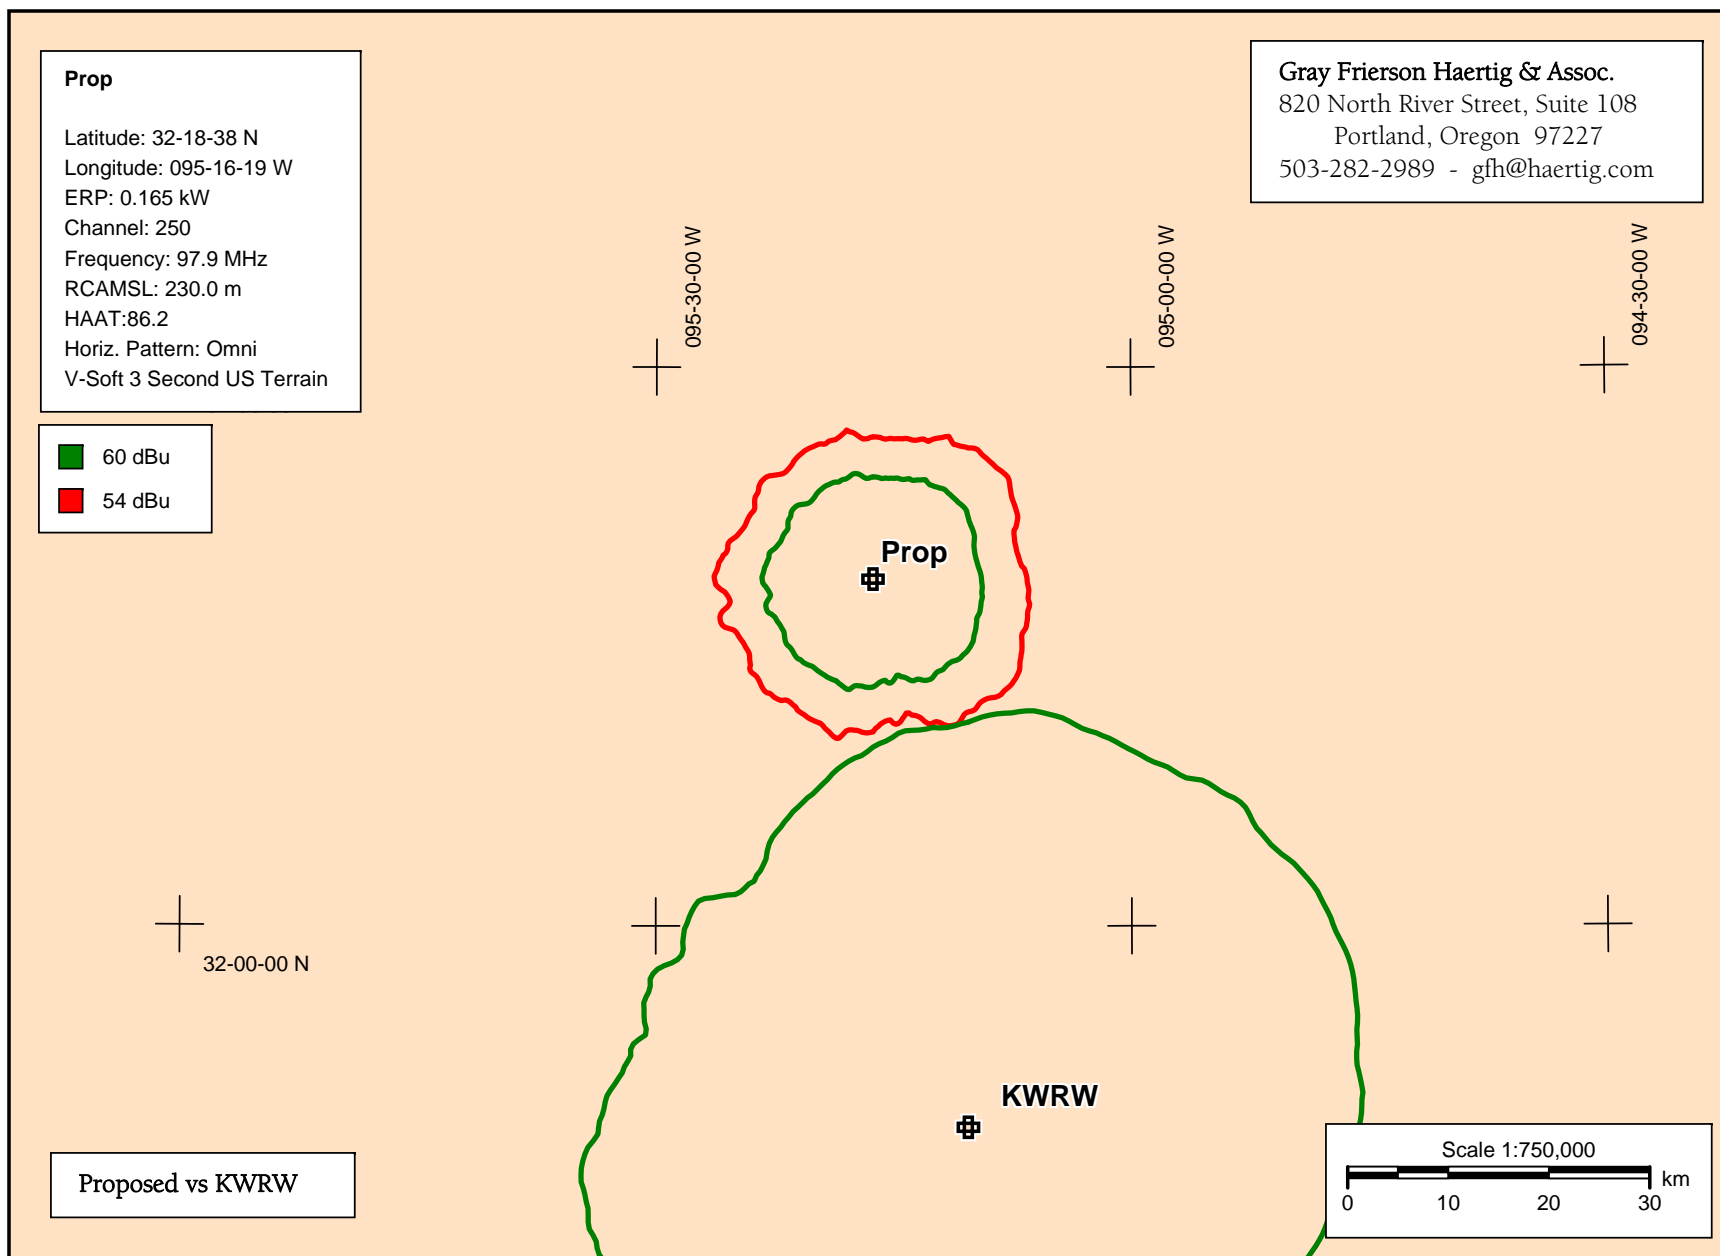 Prop
Latitude: 32-18-38 N
Longitude: 095-16-19 W
ERP: 0.165 kW
Channel: 250
Frequency: 97.9 MHz
RCAMSL: 230.0 m
HAAT:86.2
Horiz. Pattern: Omni
V-Soft 3 Second US Terrain
60 dBu
54 dBu
Gray Frierson Haertig & Assoc.
820 North River Street, Suite 108
Portland, Oregon 97227
503-282-2989 - gfh@haertig.com
095-30-00 W
095-00-00 W
094-30-00 W
Prop
32-00-00 N
KWRW
Proposed vs KWRW
Scale 1:750,000
km
0 10 20 30